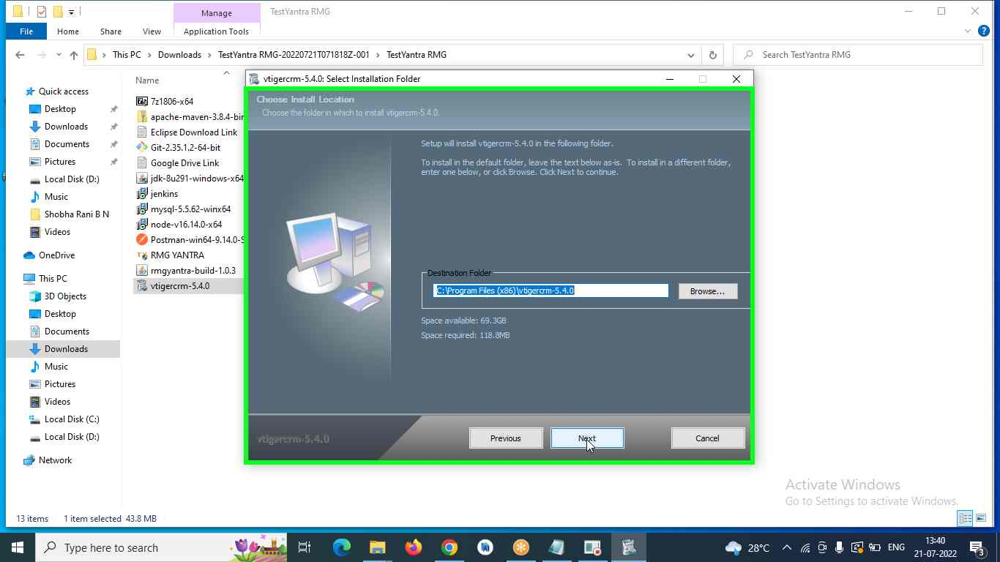 Manage
TestYantra RMG
File
Home
Share
View
Application Tools
This PC
Downloads
TestYantra RMG-20220721T071818Z-001
TestYantra RMG
Search TestYantra RMG
Quick access
Desktop
Downloads
Documents
Pictures
Local Disk (D:)
Music
Shobha Rani B N
Videos
OneDrive
This PC
3D Objects
Desktop
Documents
Downloads
Music
Pictures
Videos
Local Disk (C:)
Local Disk (D:)
Network
Name
7z1806-x64
apache-maven-3.8.4-bin
Eclipse Download Link
Git-2.35.1.2-64-bit
Google Drive Link
jdk-8u291-windows-x64
jenkins
mysql-5.5.62-winx64
node-v16.14.0-x64
Postman-win64-9.14.0-S
RMG YANTRA
rmgyantra-build-1.0.3
vtigercrm-5.4.0
vtigercrm-5.4.0: Select Installation Folder
Choose Install Location
Choose the folder in which to install vtigercrm-5.4.0.
Setup will install vtigercrm-5.4.0 in the following folder.
To install in the default folder, leave the text below as-is. To install in a different folder,
enter one below, or click Browse. Click Next to continue.
Destination Folder
C:\Program Files (x86)\vtigercrm-5.4.0
Browse...
Space available: 69.3GB
Space required: 118.8MB
vtigercrm-5.4.0
Previous
Next
Cancel
Activate Windows
Go to Settings to activate Windows.
13 items
1 item selected 43.8 MB
Type here to search
28°C
ENG
13:40
21-07-2022
3